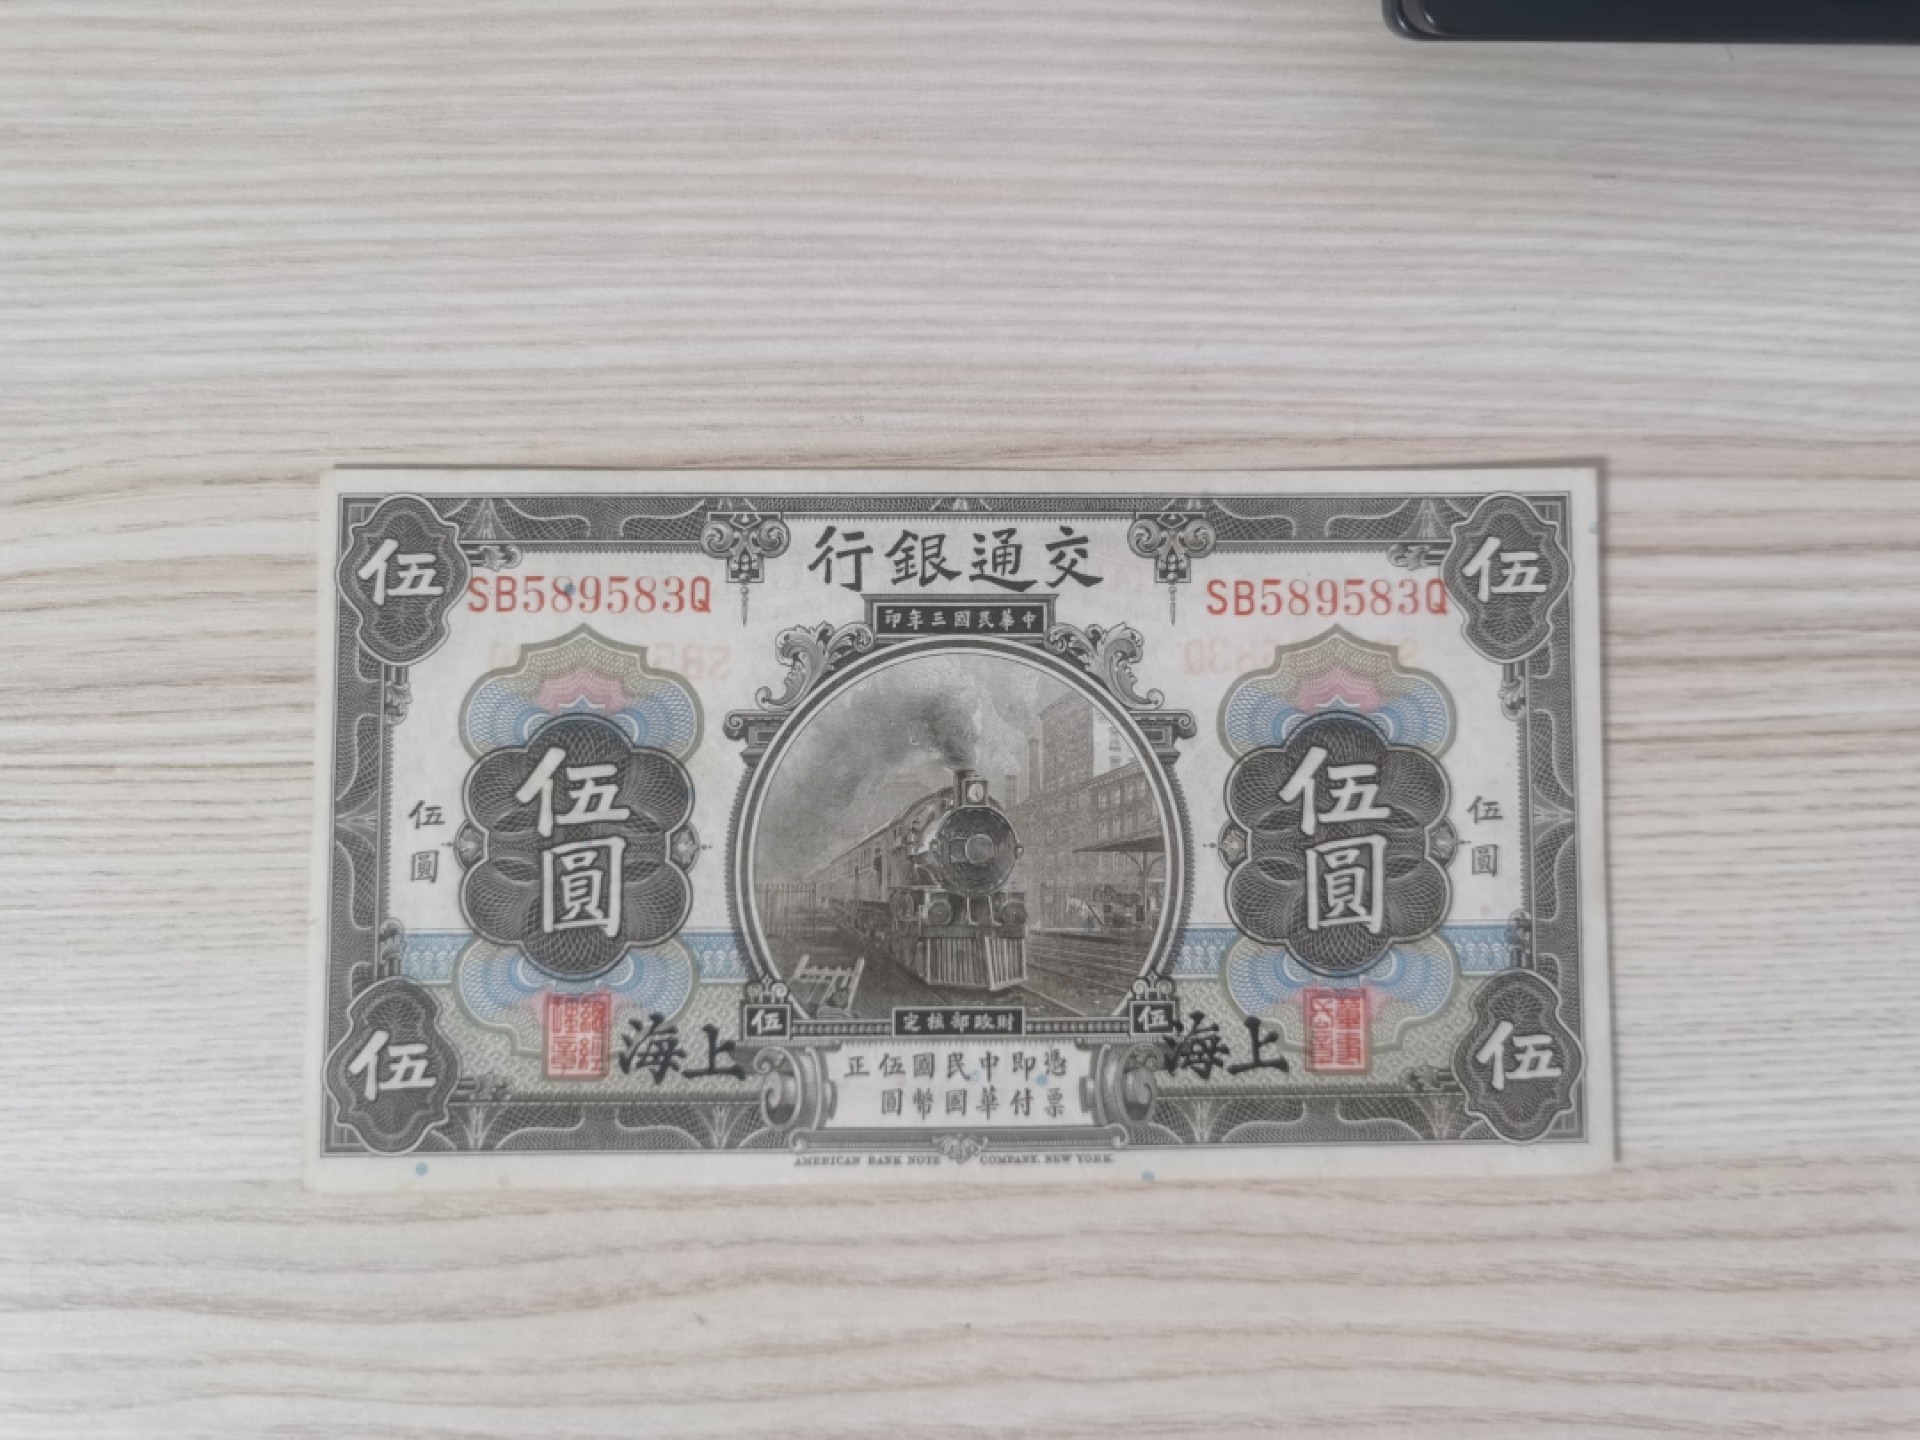 伍
交通銀行
伍
SB589583Q
SB589583Q
中華民國三年印
伍圓
伍圓
伍圓
伍圓
伍
財政部核定
伍
上海
上海
伍
憑票即付中華民國國幣伍圓正
伍
AMERICAN BANK NOTE COMPANY, NEW YORK.